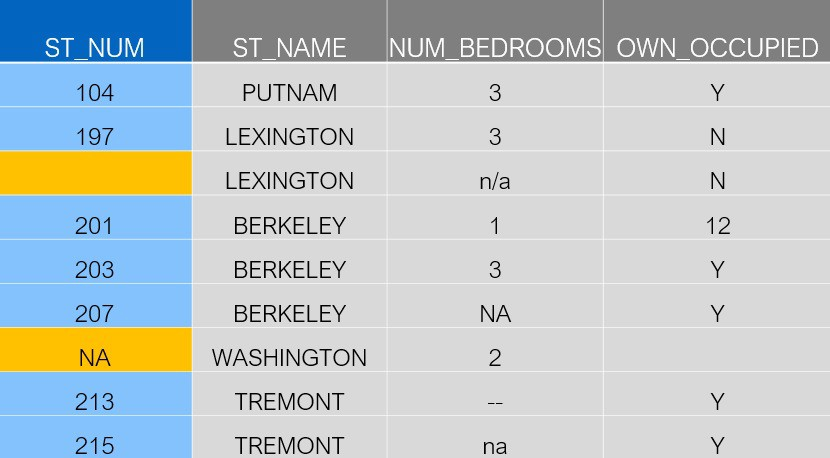 ST_NUM ST_NAME NUM_BEDROOMS OWN_OCCUPIED
104 PUTNAM 3 Y
197 LEXINGTON 3 N
LEXINGTON n/a N
201 BERKELEY 1 12
203 BERKELEY 3 Y
207 BERKELEY NA Y
NA WASHINGTON 2
213 TREMONT -- Y
215 TREMONT na Y